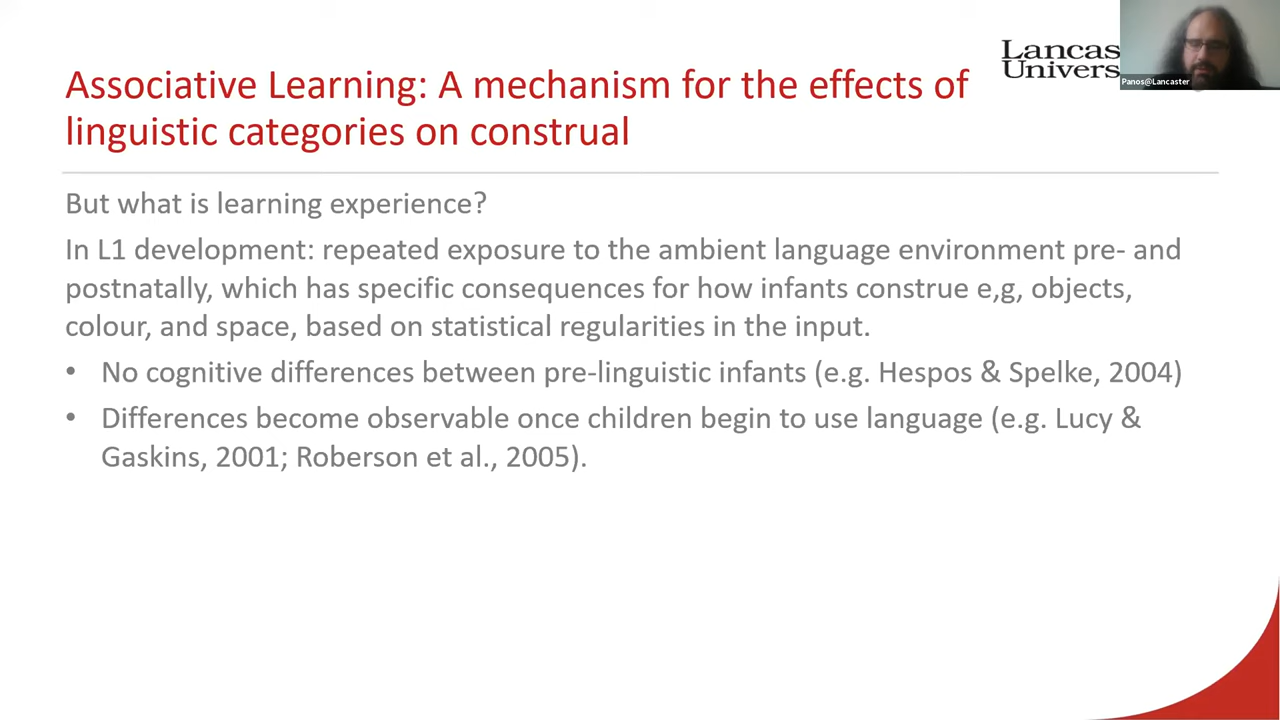 Lancas
Univers
Panos@Lancaster
Associative Learning: A mechanism for the effects of
linguistic categories on construal
But what is learning experience?
In L1 development: repeated exposure to the ambient language environment pre- and
postnatally, which has specific consequences for how infants construe e,g, objects,
colour, and space, based on statistical regularities in the input.
• No cognitive differences between pre-linguistic infants (e.g. Hespos & Spelke, 2004)
• Differences become observable once children begin to use language (e.g. Lucy &
Gaskins, 2001; Roberson et al., 2005).